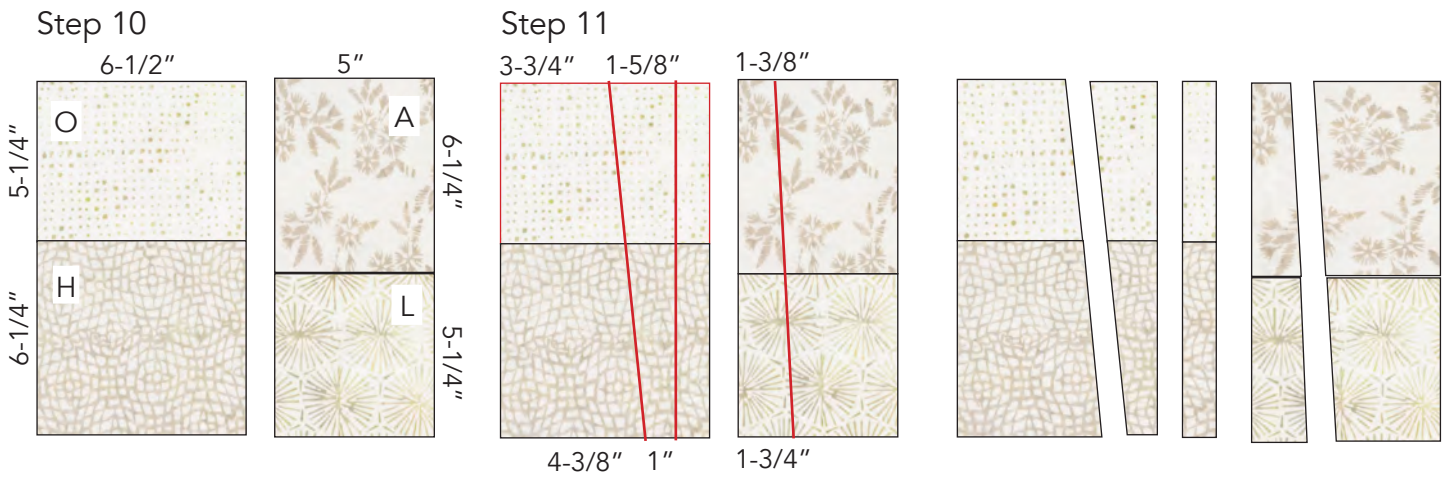 Step 10
6-1/2” 5”
O
A
5-1/4”
6-1/4”
H
L
6-1/4”
5-1/4”
Step 11
3-3/4” 1-5/8” 1-3/8”
4-3/8” 1” 1-3/4”